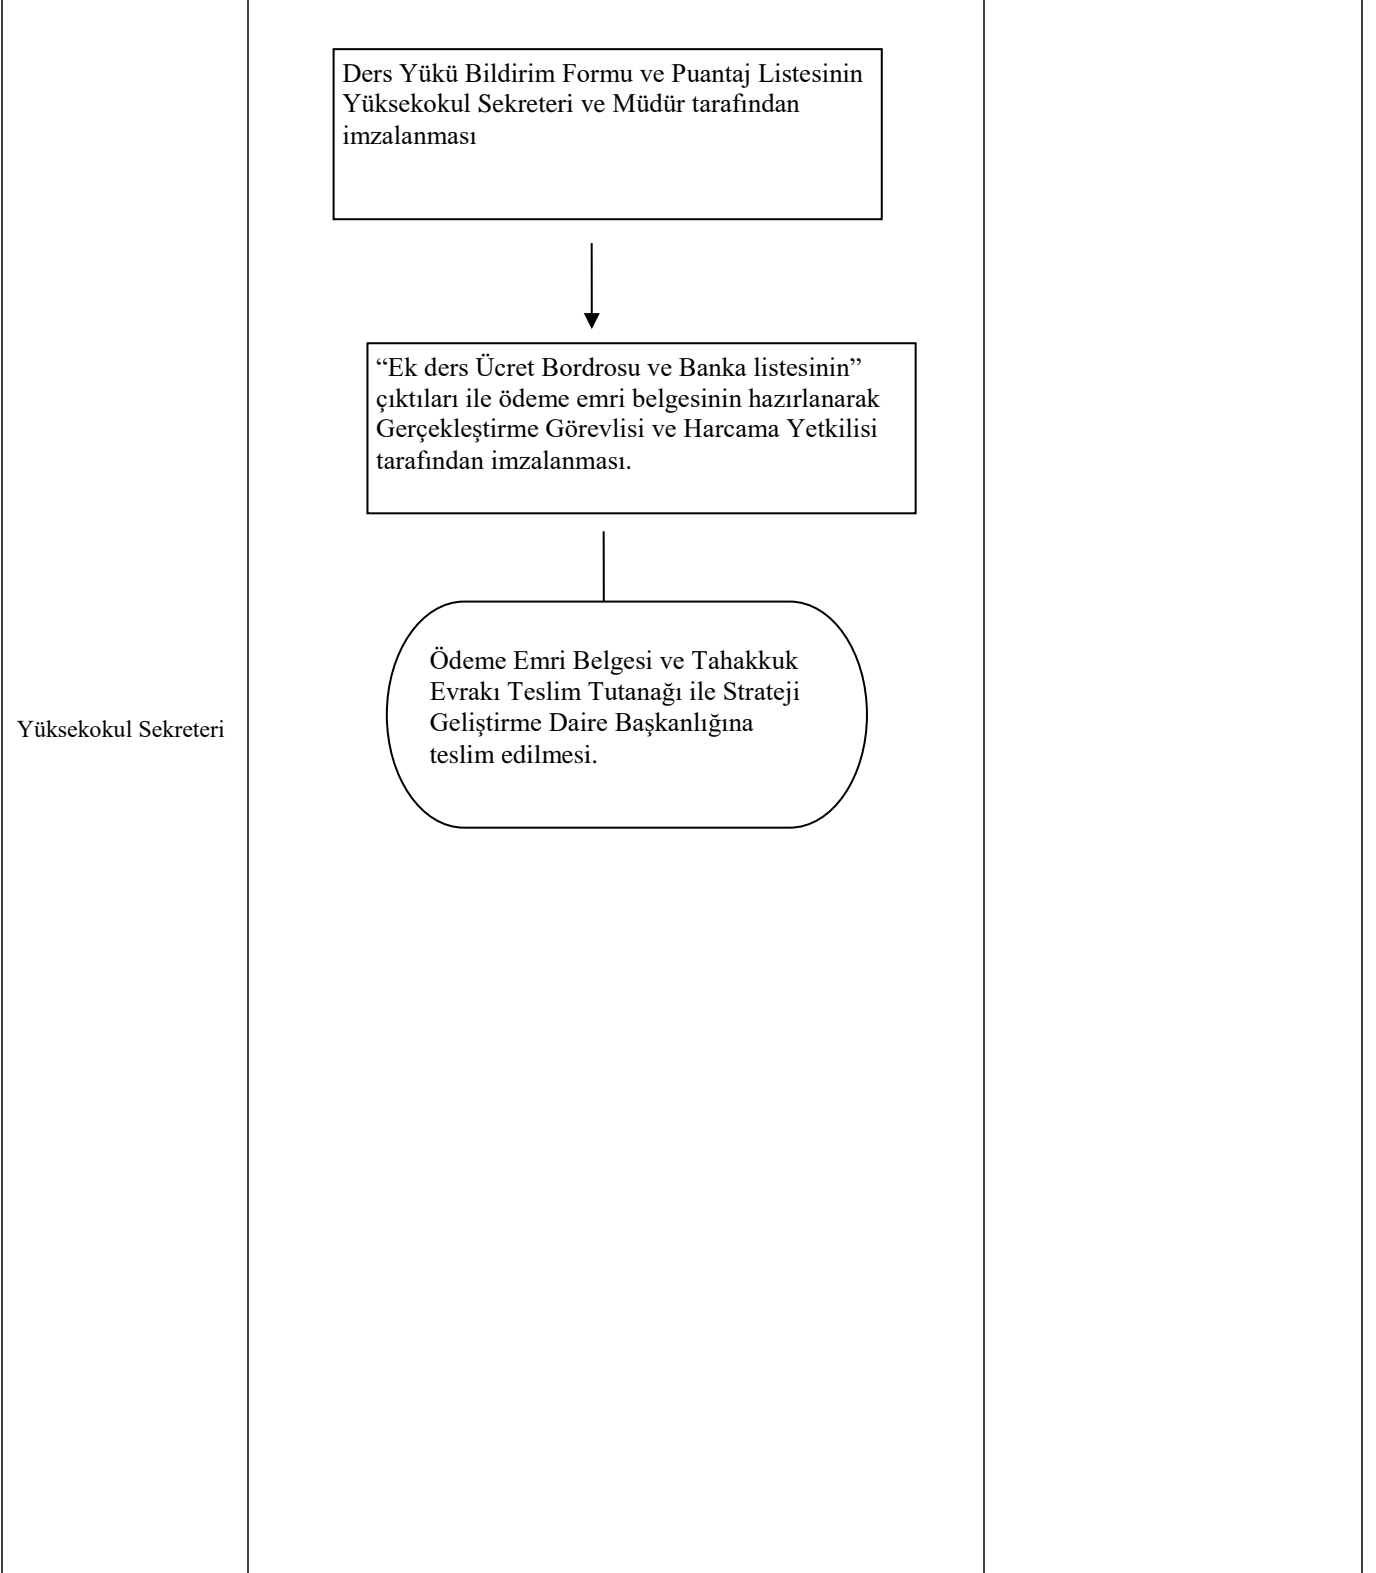 Ders Yükü Bildirim Formu ve Puantaj Listesinin
Yüksekokul Sekreteri ve Müdür tarafından
imzalanması
“Ek ders Ücret Bordrosu ve Banka listesinin”
çıktıları ile ödeme emri belgesinin hazırlanarak
Gerçekleştirme Görevlisi ve Harcama Yetkilisi
tarafından imzalanması.
Yüksekokul Sekreteri
Ödeme Emri Belgesi ve Tahakkuk
Evrakı Teslim Tutanağı ile Strateji
Geliştirme Daire Başkanlığına
teslim edilmesi.